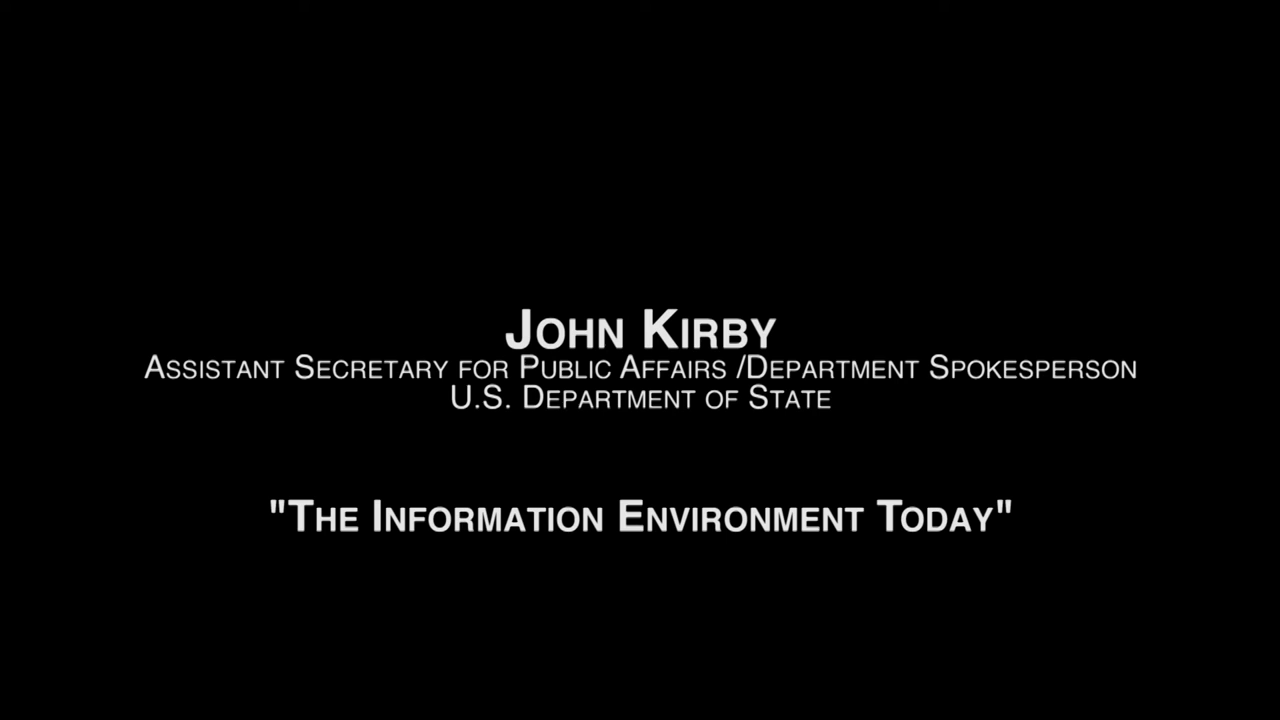 John Kirby
Assistant Secretary for Public Affairs /Department Spokesperson
U.S. Department of State
"The Information Environment Today"